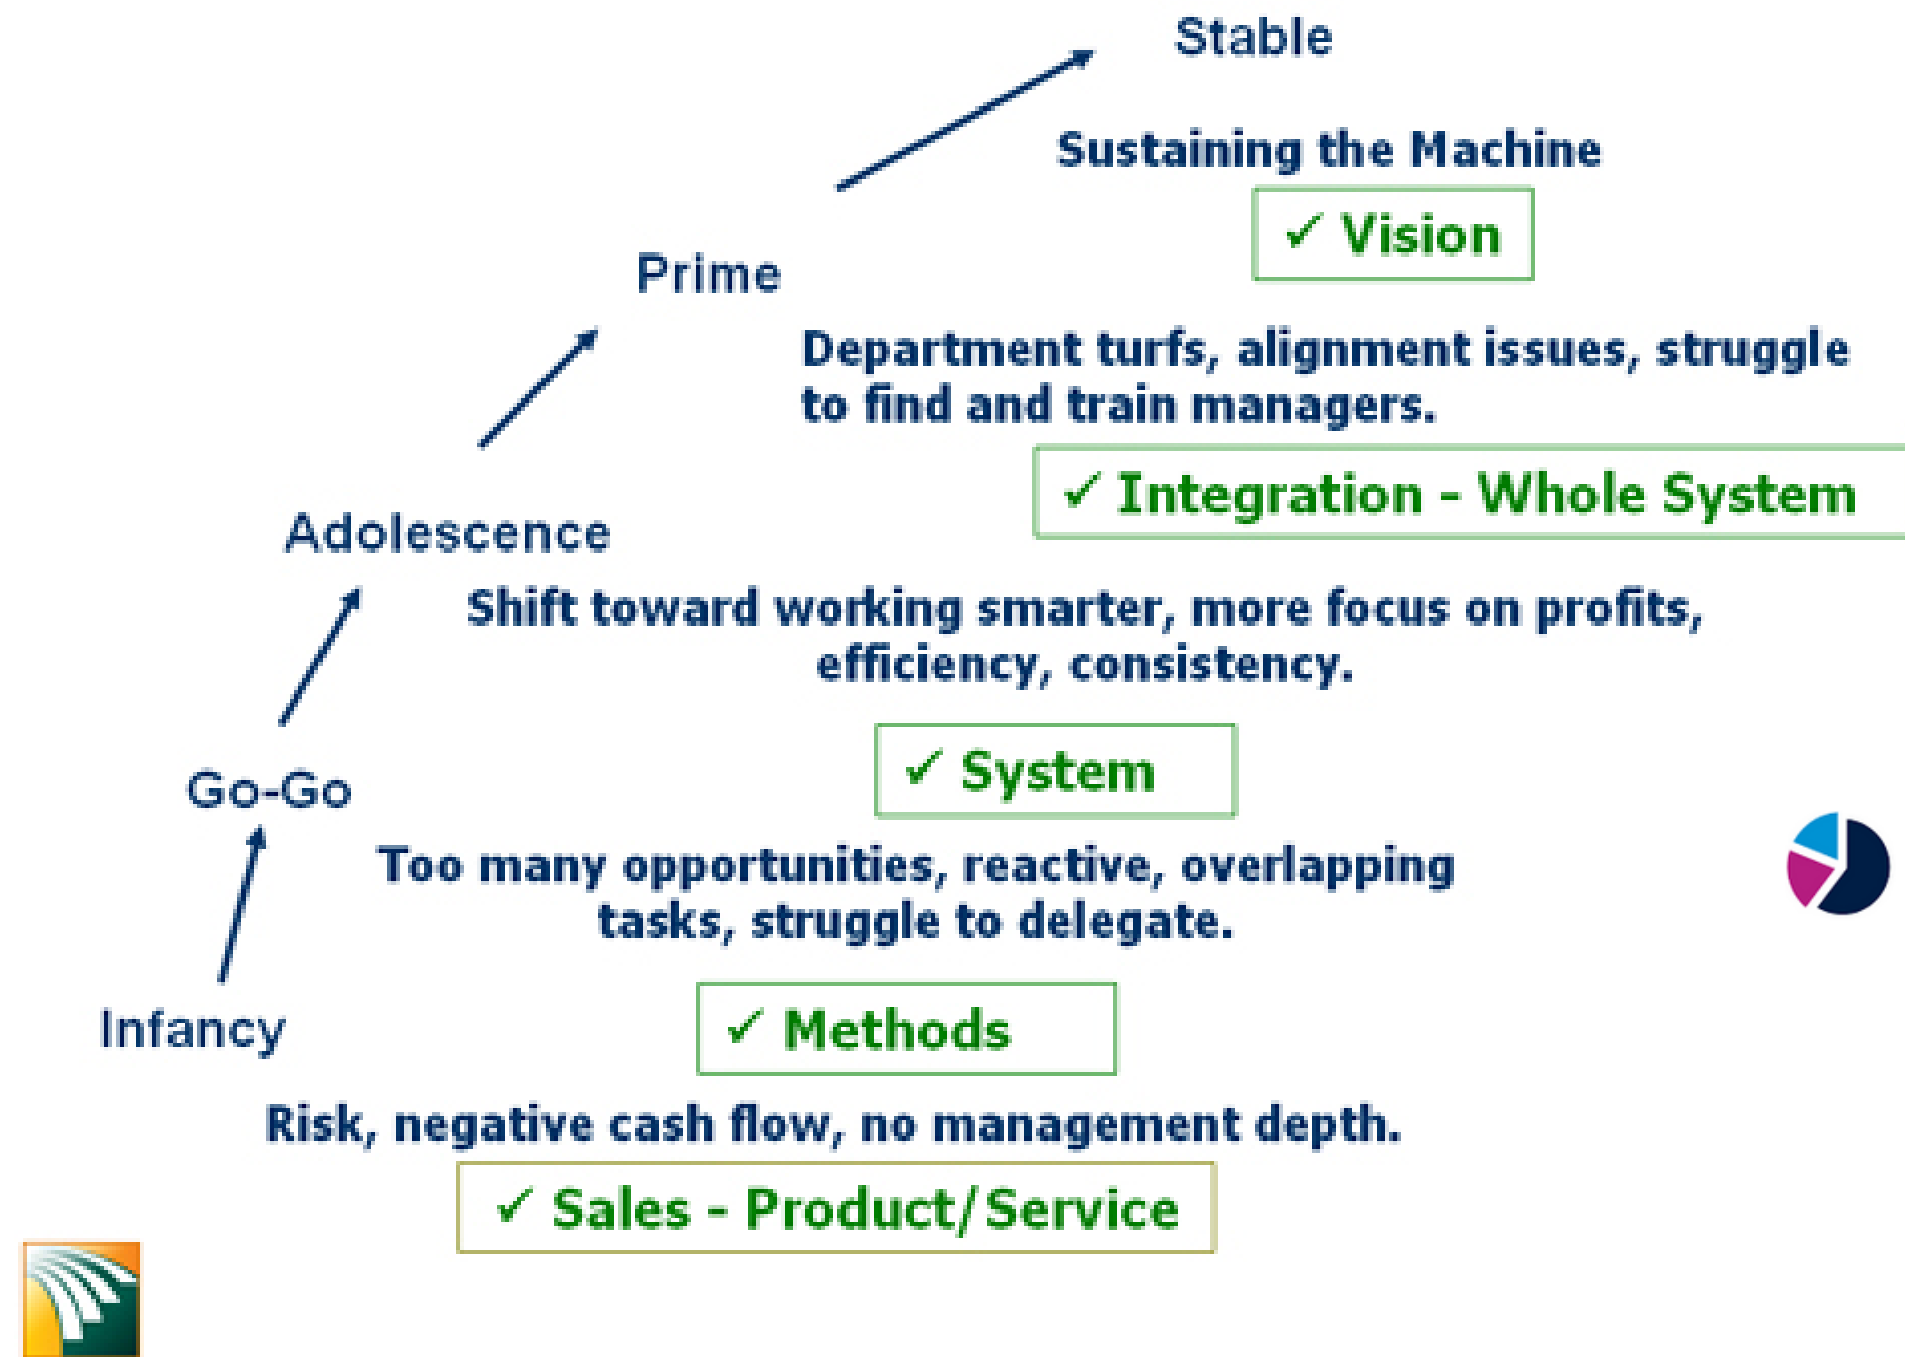 Stable
Sustaining the Machine
✓ Vision
Prime
Department turfs, alignment issues, struggle
to find and train managers.
✓ Integration - Whole System
Adolescence
Shift toward working smarter, more focus on profits,
efficiency, consistency.
✓ System
Go-Go
Too many opportunities, reactive, overlapping
tasks, struggle to delegate.
✓ Methods
Infancy
Risk, negative cash flow, no management depth.
✓ Sales - Product/Service